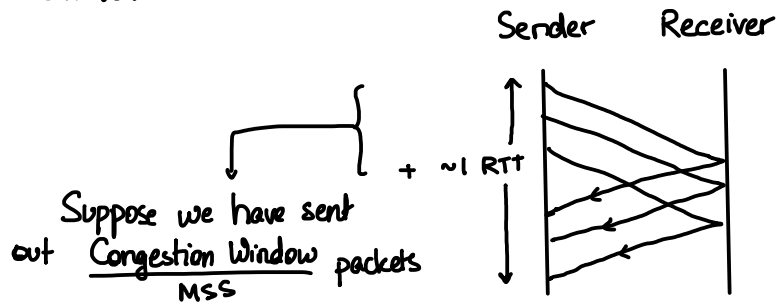 Sender Receiver
+ ~1 RTT
Suppose we have sent
out Congestion Window packets
MSS